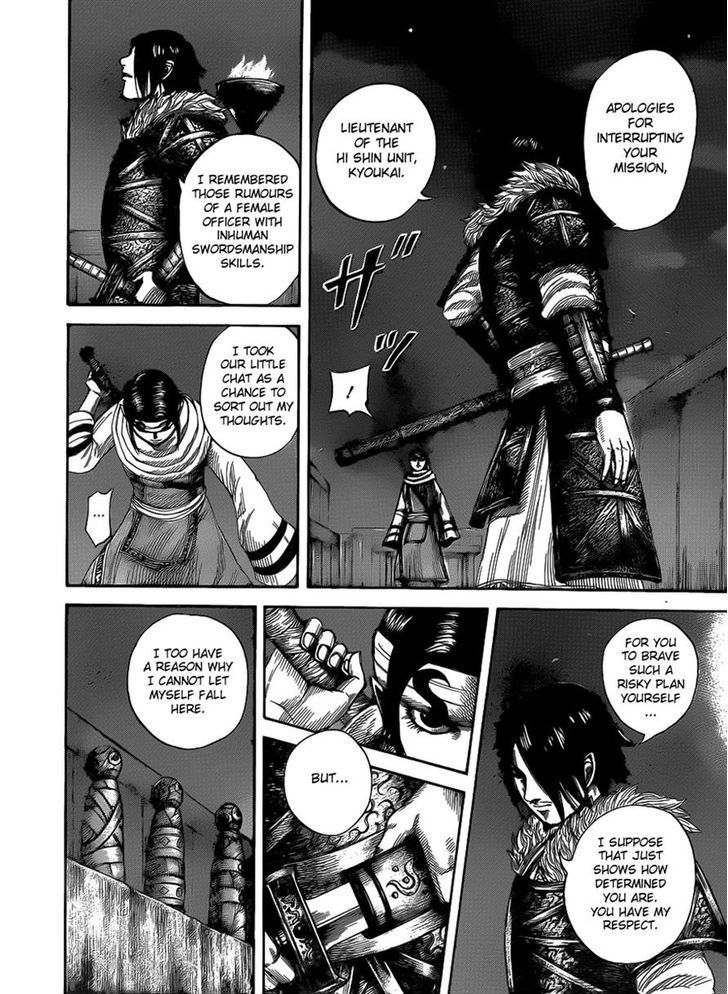 APOLOGIES
FOR
INTERRUPTING
YOUR
MISSION,
LIEUTENANT
OF THE
HI SHIN UNIT,
KYOUKAI.
ザッ
!
I REMEMBERED
THOSE RUMOURS
OF A FEMALE
OFFICER WITH
INHUMAN
SWORDSMANSHIP
SKILLS.
I TOOK
OUR LITTLE
CHAT AS A
CHANCE TO
SORT OUT MY
THOUGHTS.
...
FOR YOU
TO BRAVE
SUCH A
RISKY PLAN
YOURSELF
...
I SUPPOSE
THAT JUST
SHOWS HOW
DETERMINED
YOU ARE.
YOU HAVE MY
RESPECT.
BUT...
I TOO HAVE
A REASON WHY
I CANNOT LET
MYSELF FALL
HERE.